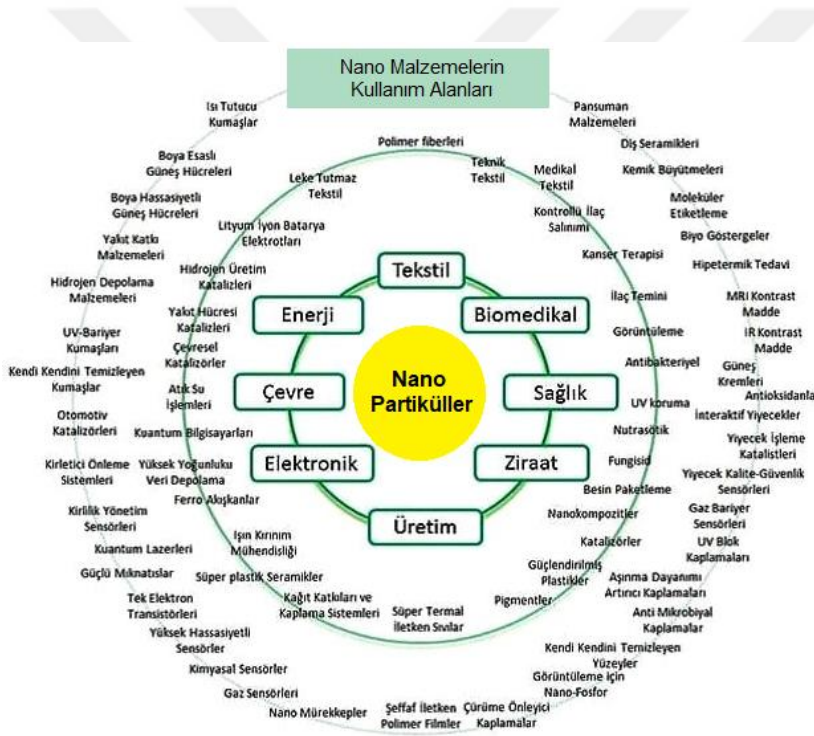 Nano Malzemelerin
Kullanım Alanları
Isı Tutucu
Kumaşlar
Boya Esaslı
Güneş Hücreleri
Boya Hassasiyetli
Güneş Hücreleri
Yakıt Katkı
Malzemeleri
Hidrojen Depolama
Malzemeleri
UV-Bariyer
Kumaşları
Kendi Kendini Temizleyen
Kumaşlar
Otomotiv
Katalizörleri
Kirletici Önleme
Sistemleri
Kirlilik Yönetim
Sensörleri
Kuantum Lazerleri
Güçlü Mıknatıslar
Tek Elektron
Transistörleri
Yüksek Hassasiyetli
Sensörler
Kimyasal Sensörler
Gaz Sensörleri
Nano Mürekkepler
Şeffaf İletken
Polimer Filmler
Çürüme Önleyici
Kaplamalar
Polimer fiberleri
Leke Tutmaz
Tekstil
Lityum İyon Batarya
Elektrotları
Hidrojen Üretim
Katalizleri
Yakıt Hücresi
Katalizleri
Çevresel
Katalizörler
Atık Su
İşlemleri
Kuantum Bilgisayarları
Yüksek Yoğunluku
Veri Depolama
Ferro Akışkanlar
Işın Kırınım
Mühendisliği
Süper plastik Seramikler
Kağıt Katkıları ve
Kaplama Sistemleri
Süper Termal
İletken Sıvılar
Tekstil
Enerji
Biomedikal
Çevre
Nano
Partiküller
Sağlık
Elektronik
Ziraat
Üretim
Teknik
Tekstil
Medikal
Tekstil
Kontrollü İlaç
Salınımı
Kanser Terapisi
İlaç Temini
Görüntüleme
Antibakteriyel
UV koruma
Nutrasötik
Fungisid
Besin Paketleme
Nanokompozitler
Katalizörler
Güçlendirilmiş
Plastikler
Pigmentler
Pansuman
Malzemeleri
Diş Seramikleri
Kemik Büyütmeleri
Moleküler
Etiketleme
Biyo Göstergeler
Hipetermik Tedavi
MRI Kontrast
Madde
IR Kontrast
Madde
Güneş
Kremleri
Antioksidanla
İnteraktif Yiyecekler
Yiyecek İşleme
Katalistleri
Yiyecek Kalite-Güvenlik
Sensörleri
Gaz Bariyer
Sensörleri
UV Blok
Kaplamaları
Aşınma Dayanımı
Artırıcı Kaplamaları
Anti Mikrobiyal
Kaplamalar
Kendi Kendini Temizleyen
Yüzeyler
Görüntüleme için
Nano-Fosfor